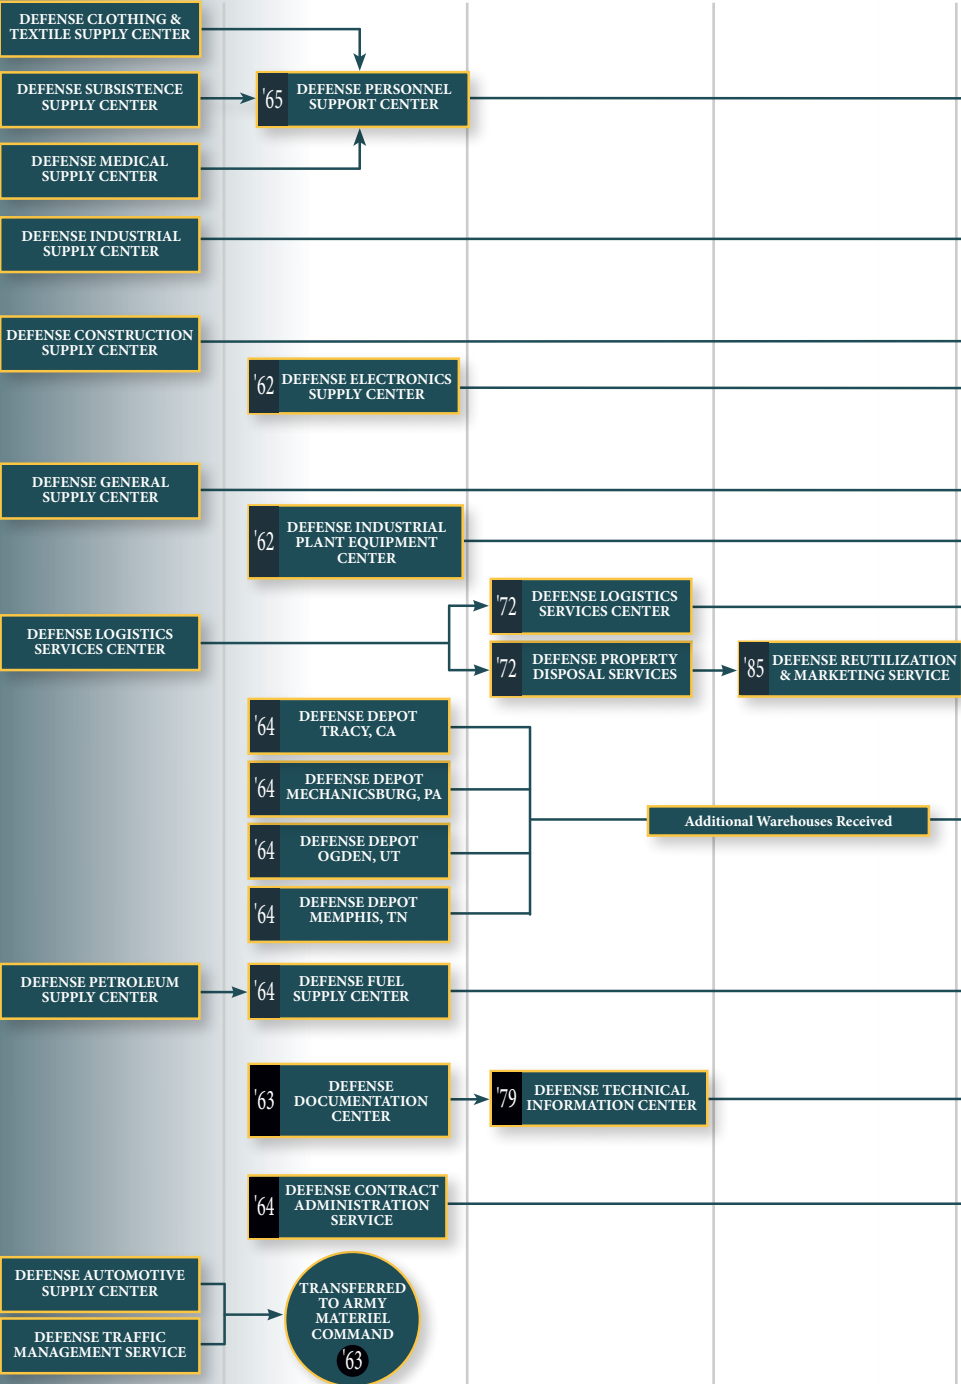 DEFENSE CLOTHING &
TEXTILE SUPPLY CENTER
DEFENSE SUBSISTENCE
SUPPLY CENTER
'65
DEFENSE PERSONNEL
SUPPORT CENTER
DEFENSE MEDICAL
SUPPLY CENTER
DEFENSE INDUSTRIAL
SUPPLY CENTER
DEFENSE CONSTRUCTION
SUPPLY CENTER
'62
DEFENSE ELECTRONICS
SUPPLY CENTER
DEFENSE GENERAL
SUPPLY CENTER
'62
DEFENSE INDUSTRIAL
PLANT EQUIPMENT
CENTER
'72
DEFENSE LOGISTICS
SERVICES CENTER
DEFENSE LOGISTICS
SERVICES CENTER
'72
DEFENSE PROPERTY
DISPOSAL SERVICES
'85
DEFENSE REUTILIZATION
& MARKETING SERVICE
'64
DEFENSE DEPOT
TRACY, CA
'64
DEFENSE DEPOT
MECHANICSBURG, PA
Additional Warehouses Received
'64
DEFENSE DEPOT
OGDEN, UT
'64
DEFENSE DEPOT
MEMPHIS, TN
DEFENSE PETROLEUM
SUPPLY CENTER
'64
DEFENSE FUEL
SUPPLY CENTER
'63
DEFENSE
DOCUMENTATION
CENTER
'79
DEFENSE TECHNICAL
INFORMATION CENTER
'64
DEFENSE CONTRACT
ADMINISTRATION
SERVICE
DEFENSE AUTOMOTIVE
SUPPLY CENTER
DEFENSE TRAFFIC
MANAGEMENT SERVICE
TRANSFERRED
TO ARMY
MATERIEL
COMMAND
'63